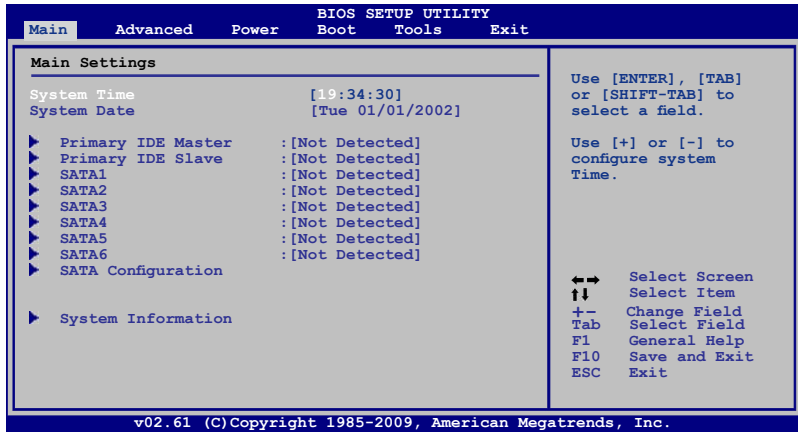 BIOS SETUP UTILITY
Main Advanced Power Boot Tools Exit
Main Settings
System Time [19:34:30]
System Date [Tue 01/01/2002]
Primary IDE Master :[Not Detected]
Primary IDE Slave :[Not Detected]
SATA1 :[Not Detected]
SATA2 :[Not Detected]
SATA3 :[Not Detected]
SATA4 :[Not Detected]
SATA5 :[Not Detected]
SATA6 :[Not Detected]
SATA Configuration
System Information
Use [ENTER], [TAB]
or [SHIFT-TAB] to
select a field.
Use [+] or [-] to
configure system
Time.
←→ Select Screen
↑↓ Select Item
+- Change Field
Tab Select Field
F1 General Help
F10 Save and Exit
ESC Exit
v02.61 (C)Copyright 1985-2009, American Megatrends, Inc.